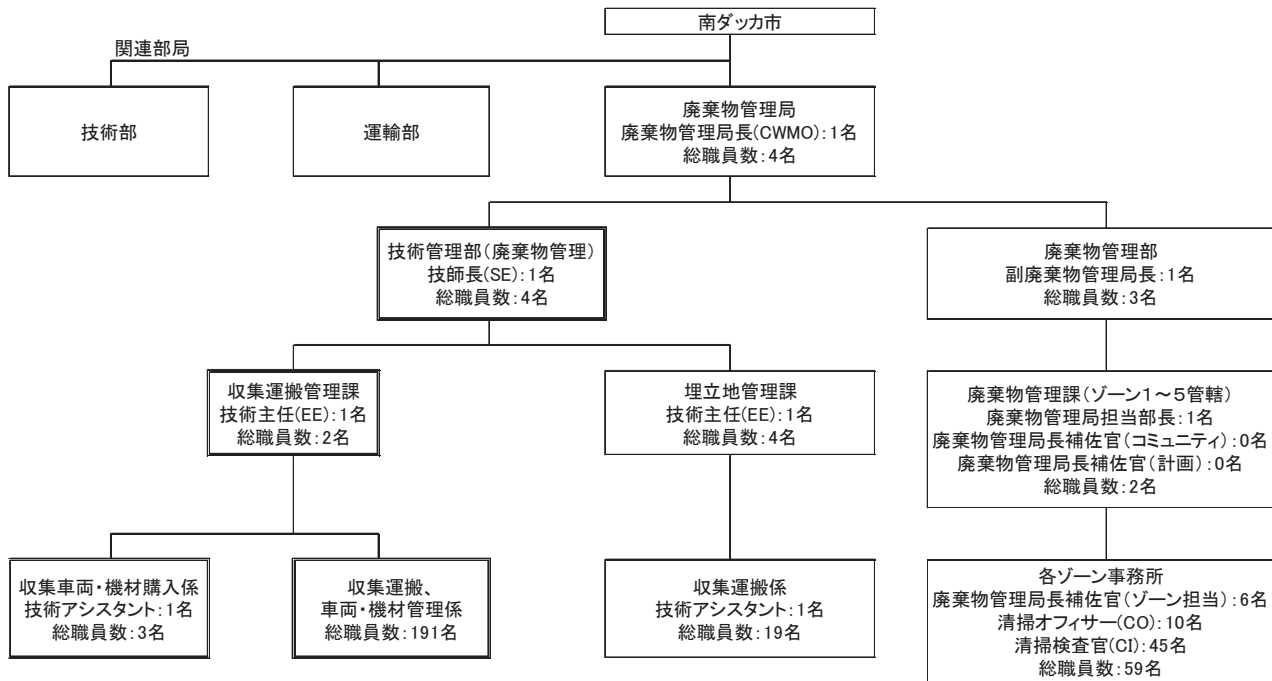 南ダッカ市
関連部局
技術部
運輸部
廃棄物管理局
廃棄物管理局長(CWMO):1名
総職員数:4名
技術管理部(廃棄物管理)
技師長(SE):1名
総職員数:4名
廃棄物管理部
副廃棄物管理局長:1名
総職員数:3名
収集運搬管理課
技術主任(EE):1名
総職員数:2名
埋立地管理課
技術主任(EE):1名
総職員数:4名
廃棄物管理課(ゾーン1~5管轄)
廃棄物管理局担当部長:1名
廃棄物管理局長補佐官(コミュニティ):0名
廃棄物管理局長補佐官(計画):0名
総職員数:2名
収集車両・機材購入係
技術アシスタント:1名
総職員数:3名
収集運搬、
車両・機材管理係
総職員数:191名
収集運搬係
技術アシスタント:1名
総職員数:19名
各ゾーン事務所
廃棄物管理局長補佐官(ゾーン担当):6名
清掃オフィサー(CO):10名
清掃検査官(CI):45名
総職員数:59名